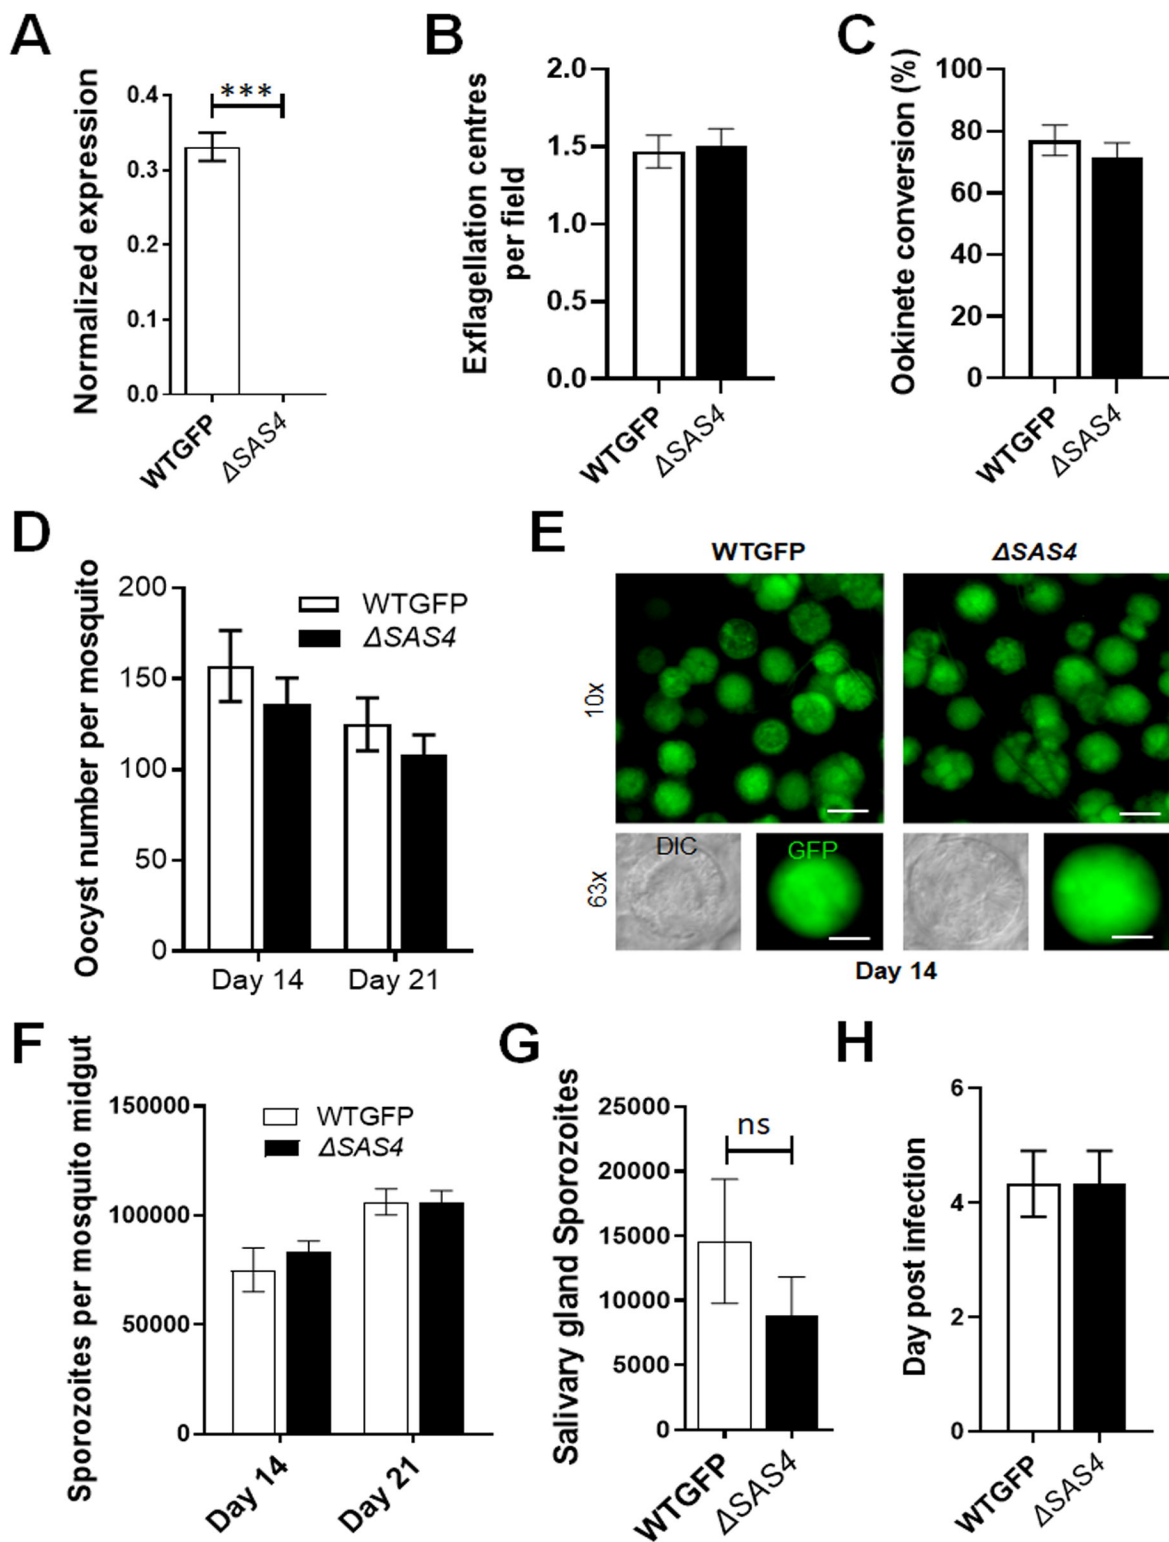 A
Normalized expression
0.4
0.3
0.2
0.1
0.0
***
WTGFP
ΔSAS4
B
Exflagellation centres
per field
2.0
1.5
1.0
0.5
0.0
WTGFP
ΔSAS4
C
Ookinete conversion (%)
100
80
60
40
20
0
WTGFP
ΔSAS4
D
Oocyst number per mosquito
200
150
100
50
0
WTGFP
ΔSAS4
Day 14
Day 21
E
WTGFP
ΔSAS4
10x
63x
DIC
GFP
Day 14
F
Sporozoites per mosquito midgut
150000
100000
50000
0
WTGFP
ΔSAS4
Day 14
Day 21
G
Salivary gland Sporozoites
25000
20000
15000
10000
5000
0
ns
WTGFP
ΔSAS4
H
Day post infection
6
4
2
0
WTGFP
ΔSAS4